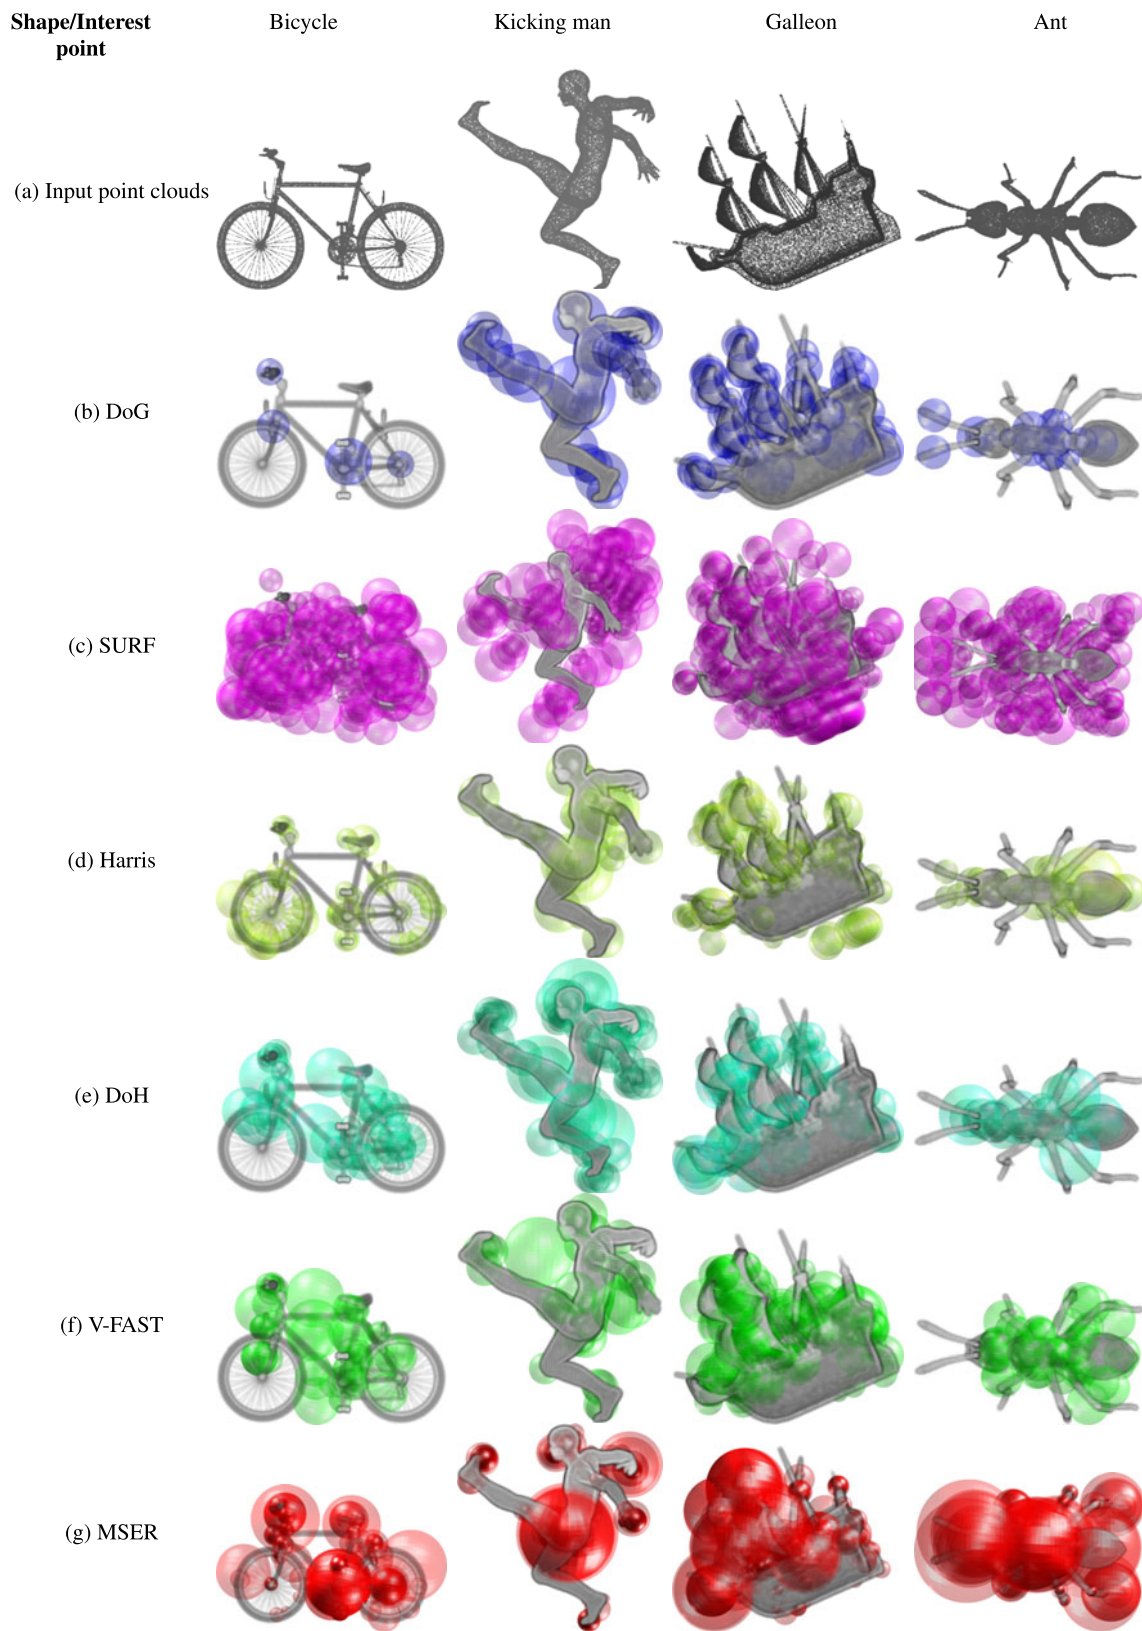 Shape/Interest point Bicycle Kicking man Galleon Ant
(a) Input point clouds
(b) DoG
(c) SURF
(d) Harris
(e) DoH
(f) V-FAST
(g) MSER